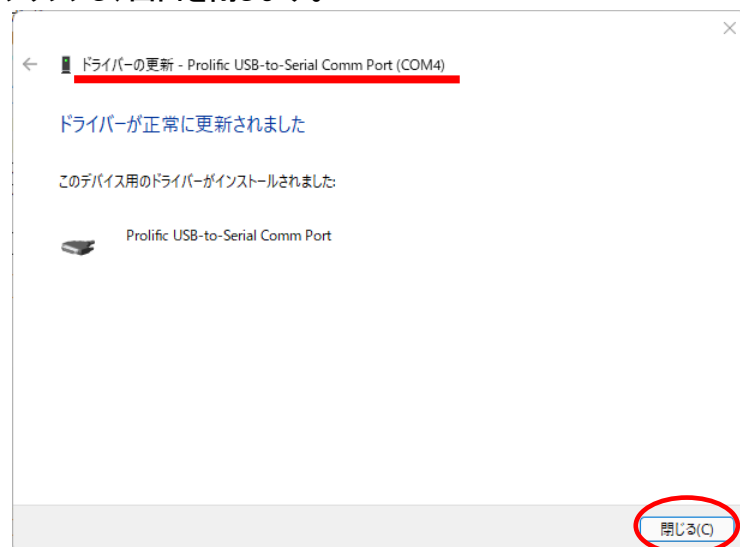 ドライバーの更新 - Prolific USB-to-Serial Comm Port (COM4)
ドライバーが正常に更新されました
このデバイス用のドライバーがインストールされました:
Prolific USB-to-Serial Comm Port
閉じる(C)